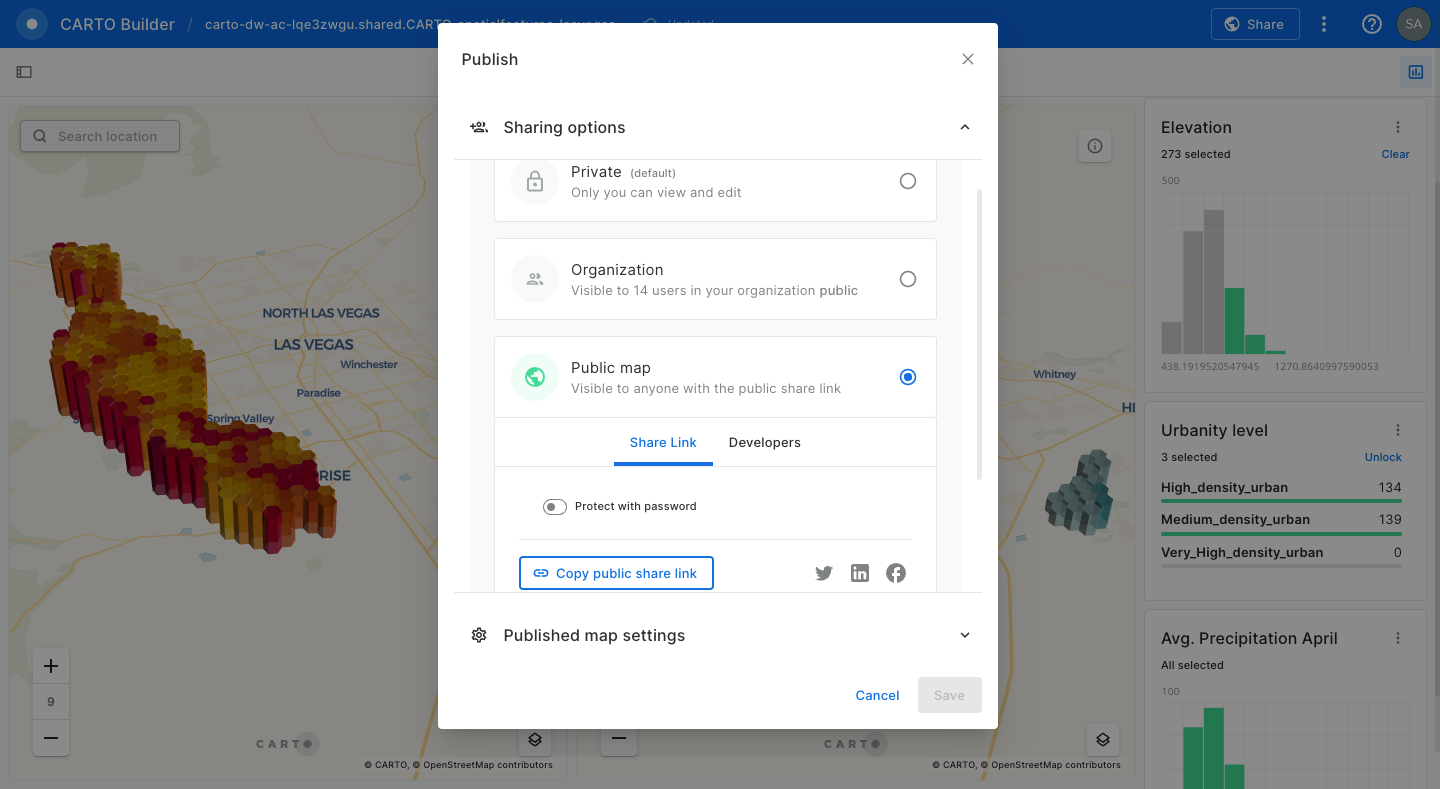 CARTO Builder / carto-dw-ac-lqe3zwgu.shared.CARTO
Updated
Share
SA
Publish
Sharing options
Private (default)
Only you can view and edit
Organization
Visible to 14 users in your organization public
Public map
Visible to anyone with the public share link
Share Link
Developers
Protect with password
Copy public share link
Published map settings
Cancel
Save
Search location
NORTH LAS VEGAS
LAS VEGAS
Winchester
Paradise
Spring Valley
RISE
9
CARTO
© CARTO, © OpenStreetMap contributors
Whitney
HE
CARTO
© CARTO, © OpenStreetMap contributors
Elevation
273 selected
Clear
500
438.1919520547945 1270.8640997590053
Urbanity level
3 selected
Unlock
High_density_urban 134
Medium_density_urban 139
Very_High_density_urban 0
Avg. Precipitation April
All selected
100